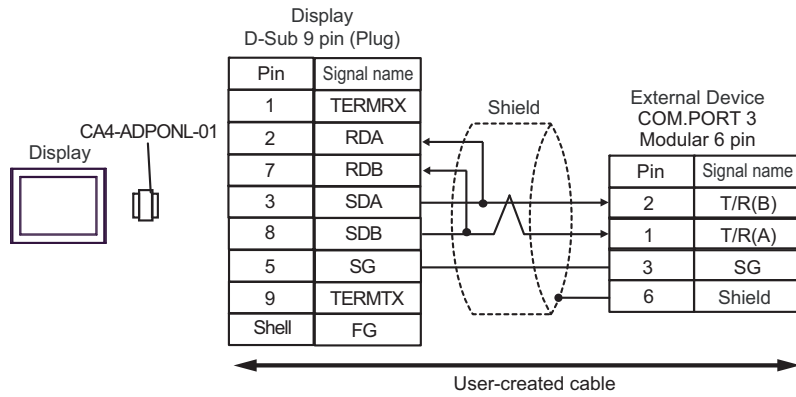 Display
D-Sub 9 pin (Plug)
Pin Signal name
1 TERMRX
2 RDA
7 RDB
3 SDA
8 SDB
5 SG
9 TERMTX
Shell FG
CA4-ADPONL-01
Display
Shield
External Device
COM.PORT 3
Modular 6 pin
Pin Signal name
2 T/R(B)
1 T/R(A)
3 SG
6 Shield
User-created cable